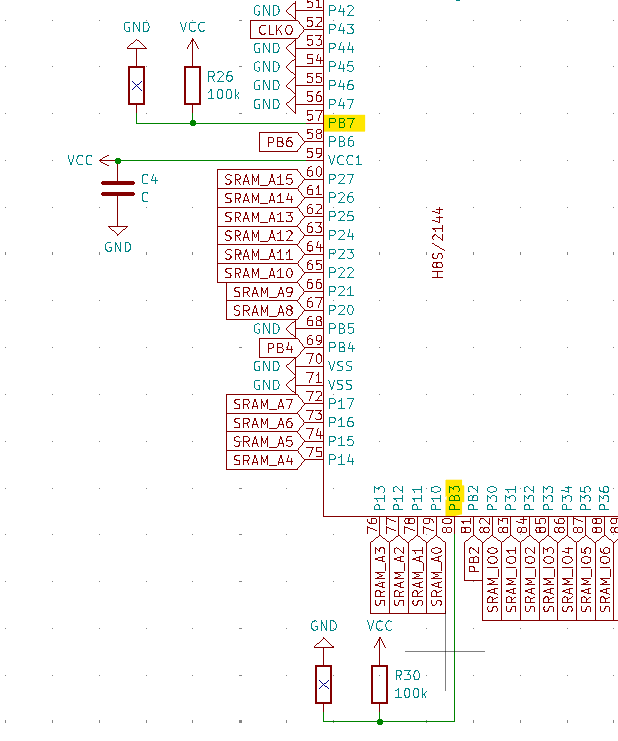 51 P42
GND
CLKO 52 P43
GND 53 P44
GND 54 P45
GND 55 P46
GND 56 P47
GND VCC
R26
100k
57 PB7
PB6 58 PB6
VCC 59 VCC1
C4
C
GND
SRAM_A15 60 P27
SRAM_A14 61 P26
SRAM_A13 62 P25
SRAM_A12 63 P24
SRAM_A11 64 P23
SRAM_A10 65 P22
SRAM_A9 66 P21
SRAM_A8 67 P20
GND 68 PB5
PB4 69 PB4
GND 70 VSS
GND 71 VSS
SRAM_A7 72 P17
SRAM_A6 73 P16
SRAM_A5 74 P15
SRAM_A4 75 P14
H8S/2144
P13 76 SRAM_A3
P12 77 SRAM_A2
P11 78 SRAM_A1
P10 79 SRAM_A0
PB3 80
PB2 81 PB2
P30 82 SRAM_IO0
P31 83 SRAM_IO1
P32 84 SRAM_IO2
P33 85 SRAM_IO3
P34 86 SRAM_IO4
P35 87 SRAM_IO5
P36 88 SRAM_IO6
GND VCC
R30
100k